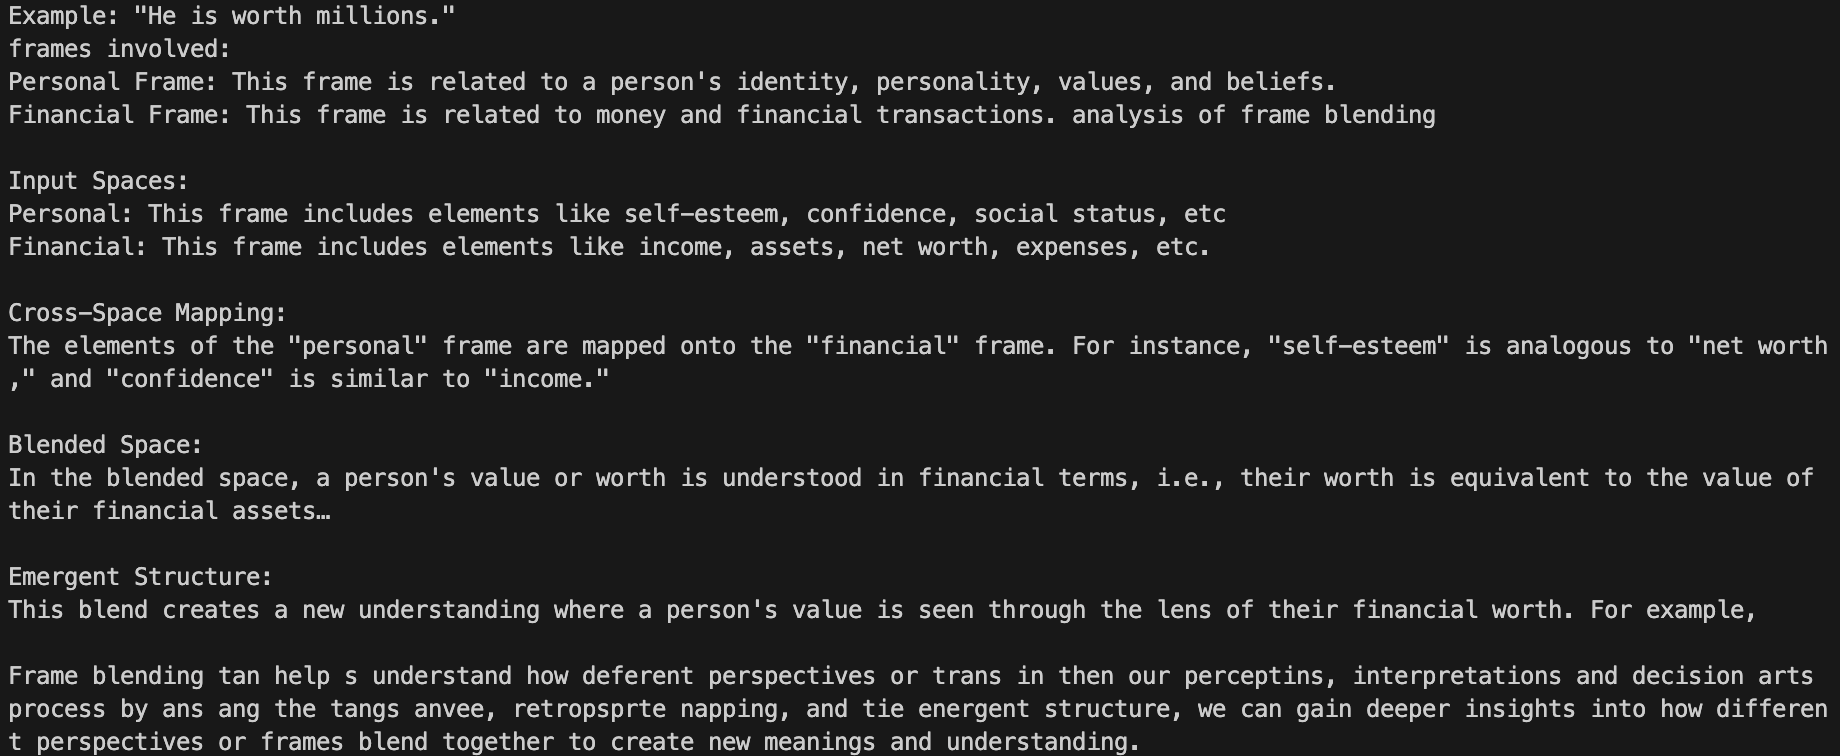 Example: "He is worth millions."
frames involved:
Personal Frame: This frame is related to a person's identity, personality, values, and beliefs.
Financial Frame: This frame is related to money and financial transactions. analysis of frame blending
Input Spaces:
Personal: This frame includes elements like self-esteem, confidence, social status, etc
Financial: This frame includes elements like income, assets, net worth, expenses, etc.
Cross-Space Mapping:
The elements of the "personal" frame are mapped onto the "financial" frame. For instance, "self-esteem" is analogous to "net worth
," and "confidence" is similar to "income."
Blended Space:
In the blended space, a person's value or worth is understood in financial terms, i.e., their worth is equivalent to the value of
their financial assets…
Emergent Structure:
This blend creates a new understanding where a person's value is seen through the lens of their financial worth. For example,
Frame blending tan help s understand how deferent perspectives or trans in then our perceptins, interpretations and decision arts
process by ans ang the tangs anvee, retropsprte napping, and tie energent structure, we can gain deeper insights into how differen
t perspectives or frames blend together to create new meanings and understanding.